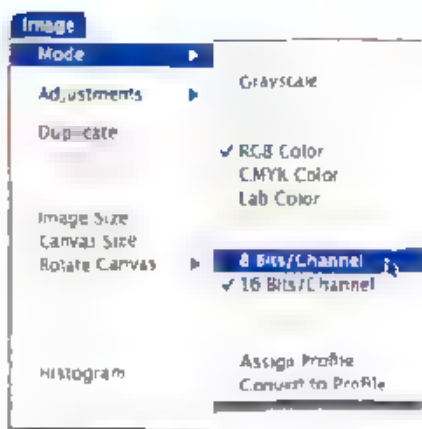 Image
Mode
Adjustments
Duplicate
Image Size
Canvas Size
Rotate Canvas
Histogram
Grayscale
✓ RGB Color
CMYK Color
Lab Color
8 Bits/Channel
✓ 16 Bits/Channel
Assign Profile
Convert to Profile